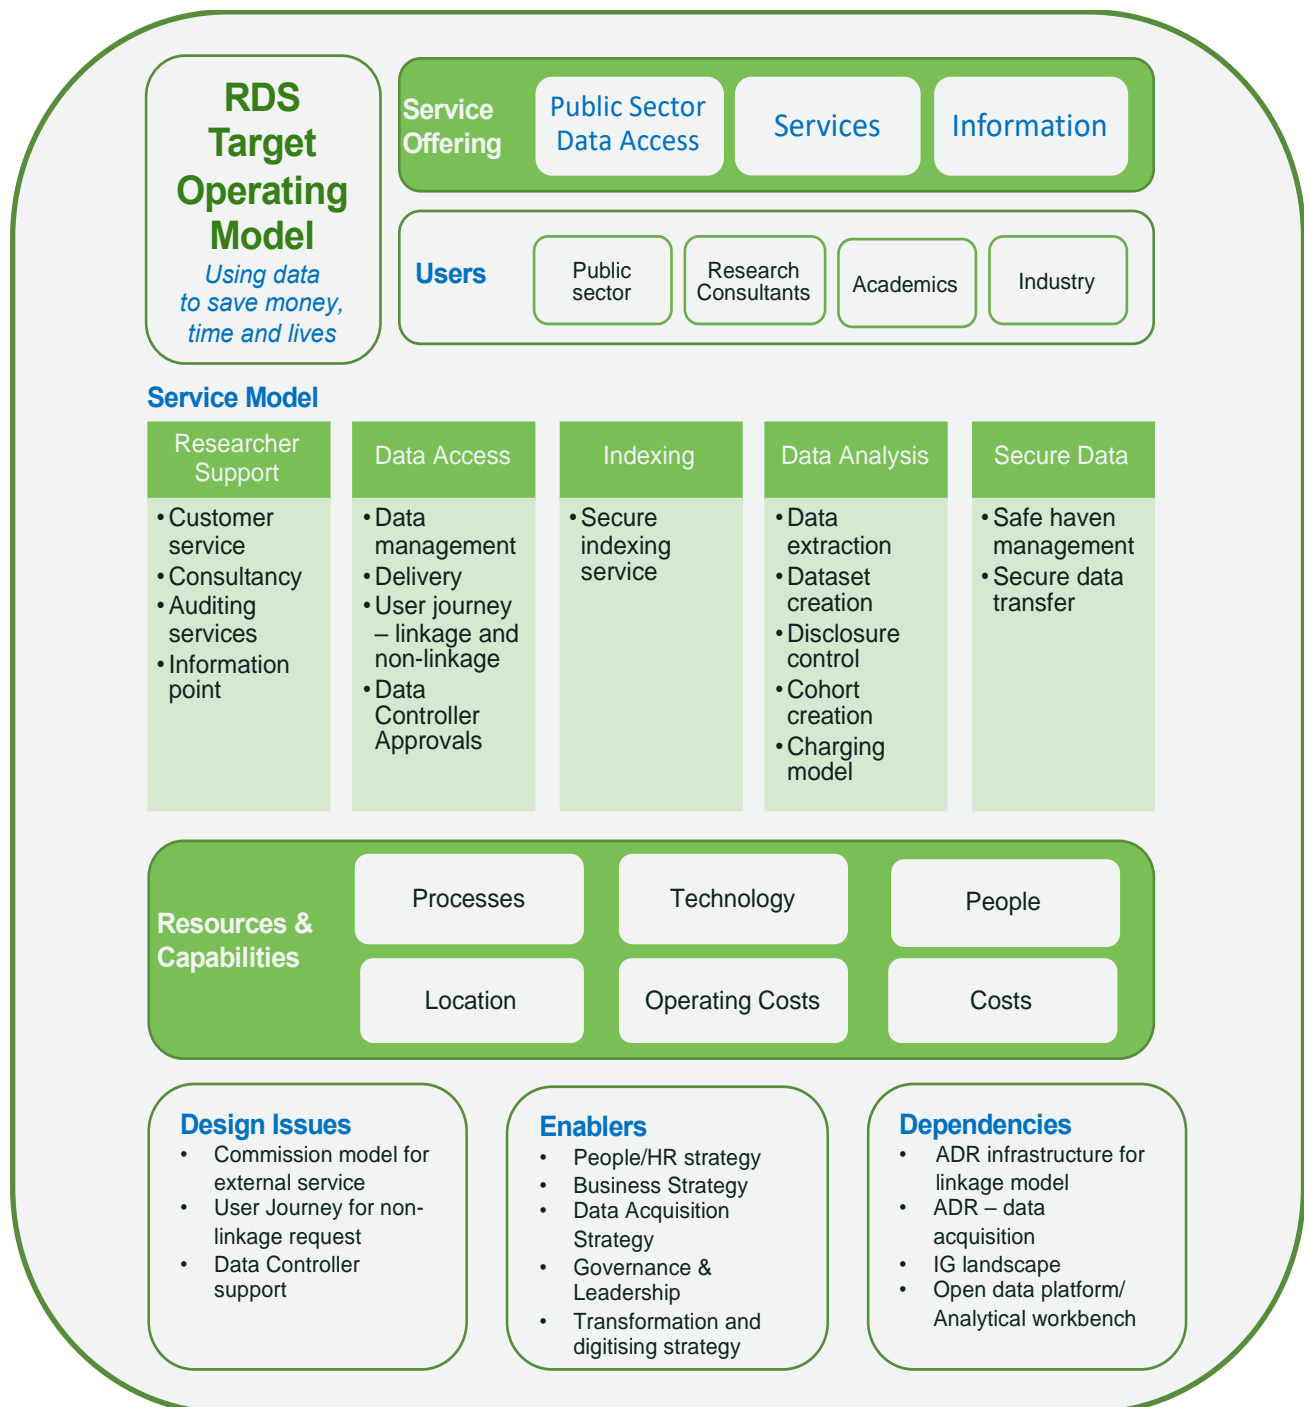 RDS
Target
Operating
Model
Using data
to save money,
time and lives
Service
Offering
Public Sector
Data Access
Services
Information
Users
Public
sector
Research
Consultants
Academics
Industry
Service Model
Researcher
Support
• Customer
service
• Consultancy
• Auditing
services
• Information
point
Data Access
• Data
management
• Delivery
• User journey
– linkage and
non-linkage
• Data
Controller
Approvals
Indexing
• Secure
indexing
service
Data Analysis
• Data
extraction
• Dataset
creation
• Disclosure
control
• Cohort
creation
• Charging
model
Secure Data
• Safe haven
management
• Secure data
transfer
Resources &
Capabilities
Processes
Technology
People
Location
Operating Costs
Costs
Design Issues
• Commission model for
external service
• User Journey for non-
linkage request
• Data Controller
support
Enablers
• People/HR strategy
• Business Strategy
• Data Acquisition
Strategy
• Governance &
Leadership
• Transformation and
digitising strategy
Dependencies
• ADR infrastructure for
linkage model
• ADR – data
acquisition
• IG landscape
• Open data platform/
Analytical workbench